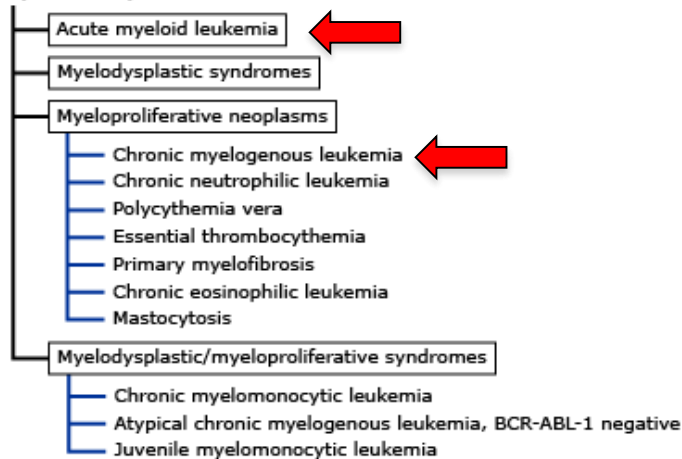 Acute myeloid leukemia
Myelodysplastic syndromes
Myeloproliferative neoplasms
Chronic myelogenous leukemia
Chronic neutrophilic leukemia
Polycythemia vera
Essential thrombocythemia
Primary myelofibrosis
Chronic eosinophilic leukemia
Mastocytosis
Myelodysplastic/myeloproliferative syndromes
Chronic myelomonocytic leukemia
Atypical chronic myelogenous leukemia, BCR-ABL-1 negative
Juvenile myelomonocytic leukemia